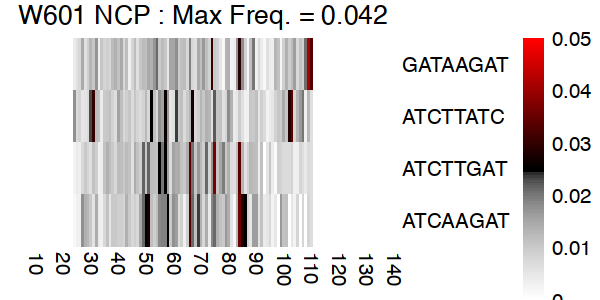 W601 NCP : Max Freq. = 0.042
0.05
GATAAGAT
0.04
ATCTTATC
0.03
ATCTTGAT
0.02
ATCAAGAT
0.01
10 20 30 40 50 60 70 80 90 100 110 120 130 140